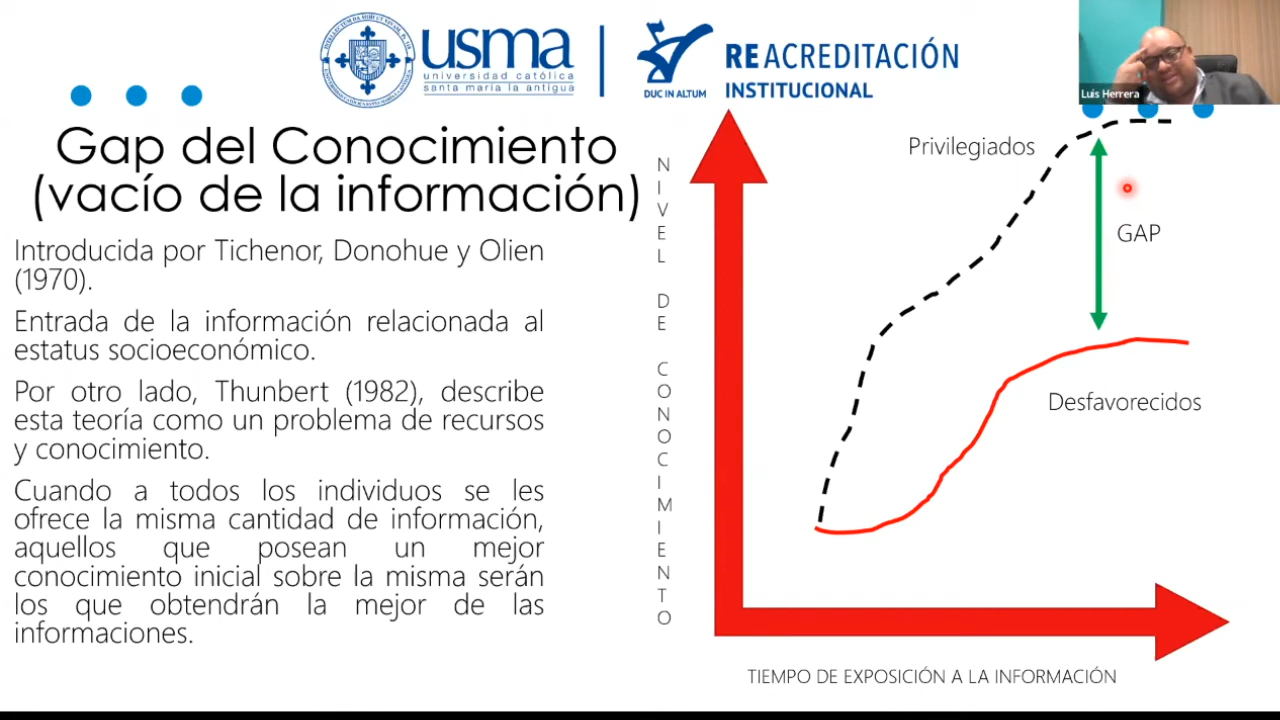 usma
universidad católica
santa maría la antigua
DUC IN ALTUM
REACREDITACIÓN
INSTITUCIONAL
Luis Herrera
Gap del Conocimiento
(vacío de la información)
Introducida por Tichenor, Donohue y Olien
(1970).
Entrada de la información relacionada al
estatus socioeconómico.
Por otro lado, Thunbert (1982), describe
esta teoría como un problema de recursos
y conocimiento.
Cuando a todos los individuos se les
ofrece la misma cantidad de información,
aquellos que posean un mejor
conocimiento inicial sobre la misma serán
los que obtendrán la mejor de las
informaciones.
NIVEL DE CONOCIMIENTO
Privilegiados
GAP
Desfavorecidos
TIEMPO DE EXPOSICIÓN A LA INFORMACIÓN